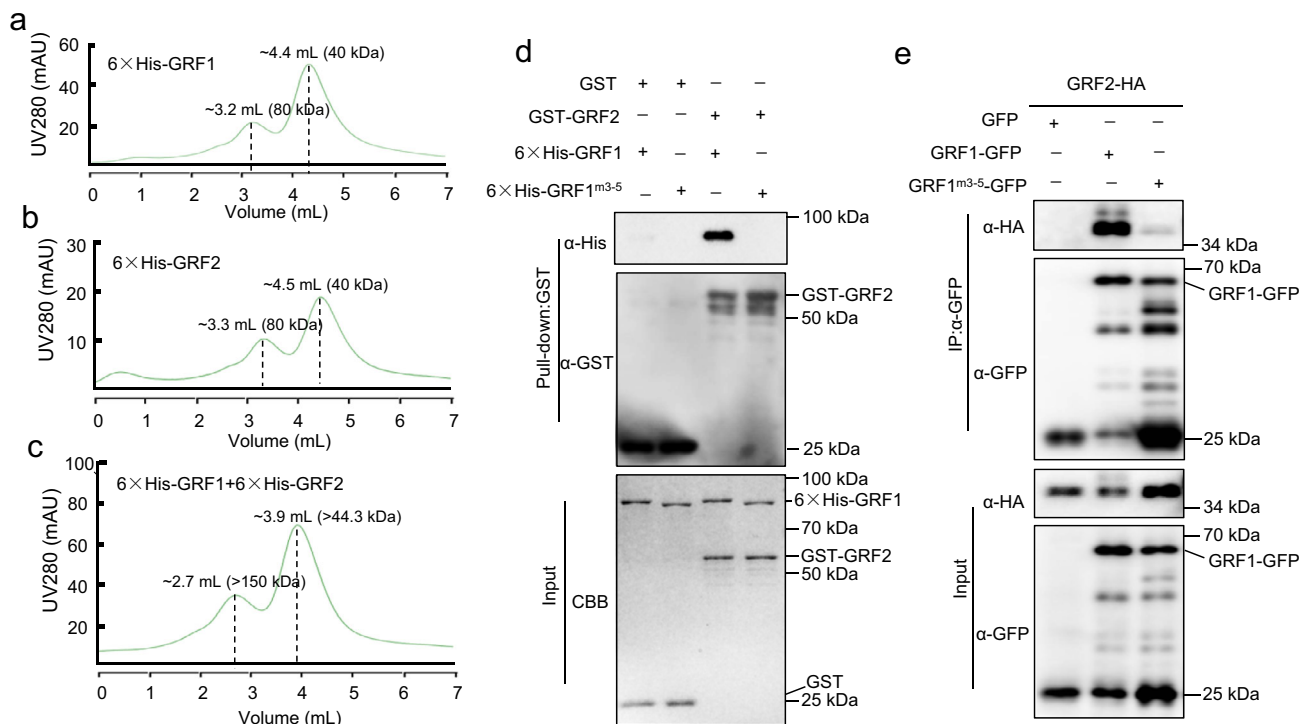 a
60
40
20
UV280 (mAU)
6×His-GRF1
~4.4 mL (40 kDa)
~3.2 mL (80 kDa)
0 1 2 3 4 5 6 7
Volume (mL)
b
30
20
10
UV280 (mAU)
6×His-GRF2
~4.5 mL (40 kDa)
~3.3 mL (80 kDa)
0 1 2 3 4 5 6 7
Volume (mL)
c
100
80
60
40
20
UV280 (mAU)
6×His-GRF1+6×His-GRF2
~3.9 mL (>44.3 kDa)
~2.7 mL (>150 kDa)
0 1 2 3 4 5 6 7
Volume (mL)
d
GST + + − −
GST-GRF2 − − + +
6×His-GRF1 + − + −
6×His-GRF1m3-5 − + − +
Pull-down:GST
α-His
100 kDa
α-GST
GST-GRF2
50 kDa
25 kDa
Input
CBB
100 kDa
6×His-GRF1
70 kDa
GST-GRF2
50 kDa
GST
25 kDa
e
GRF2-HA
GFP + − −
GRF1-GFP − + −
GRF1m3-5-GFP − − +
IP:α-GFP
α-HA
34 kDa
α-GFP
70 kDa
GRF1-GFP
25 kDa
Input
α-HA
34 kDa
α-GFP
70 kDa
GRF1-GFP
25 kDa